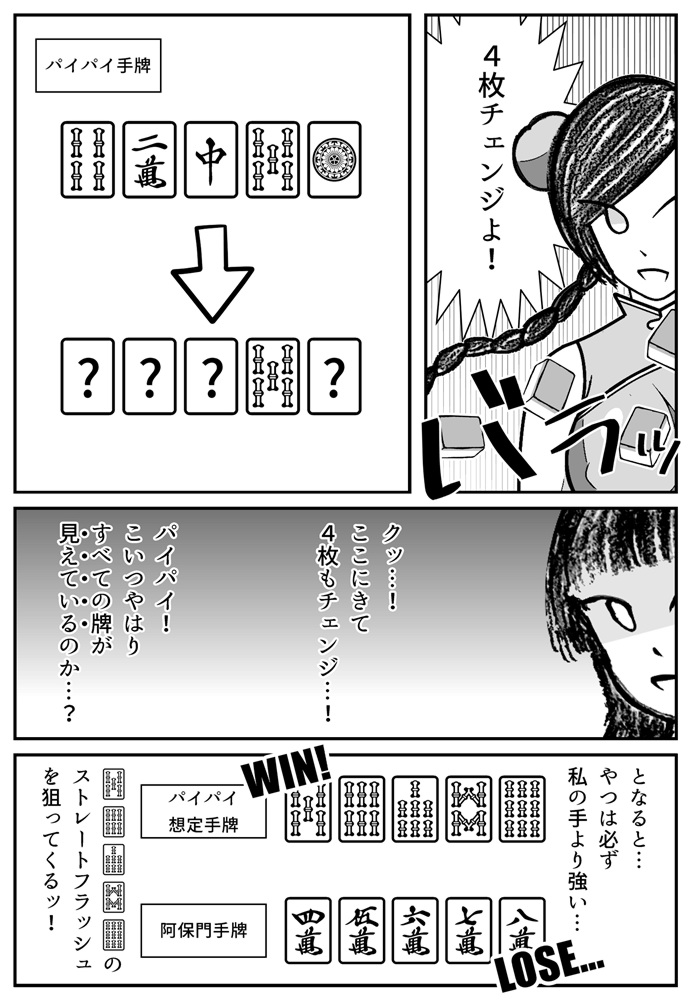 4枚チェンジよ!
バラッ
パイパイ手牌
二萬
中
?
?
?
?
クッ…!
ここにきて
4枚もチェンジ…!
パイパイ!
こいつやはり
すべての牌が
見えているのか…?
となると…
やつは必ず
私の手より強い…
WIN!
パイパイ
想定手牌
阿保門手牌
四萬
伍萬
六萬
七萬
八萬
LOSE...
の
ストレートフラッシュ
を狙ってくるッ!